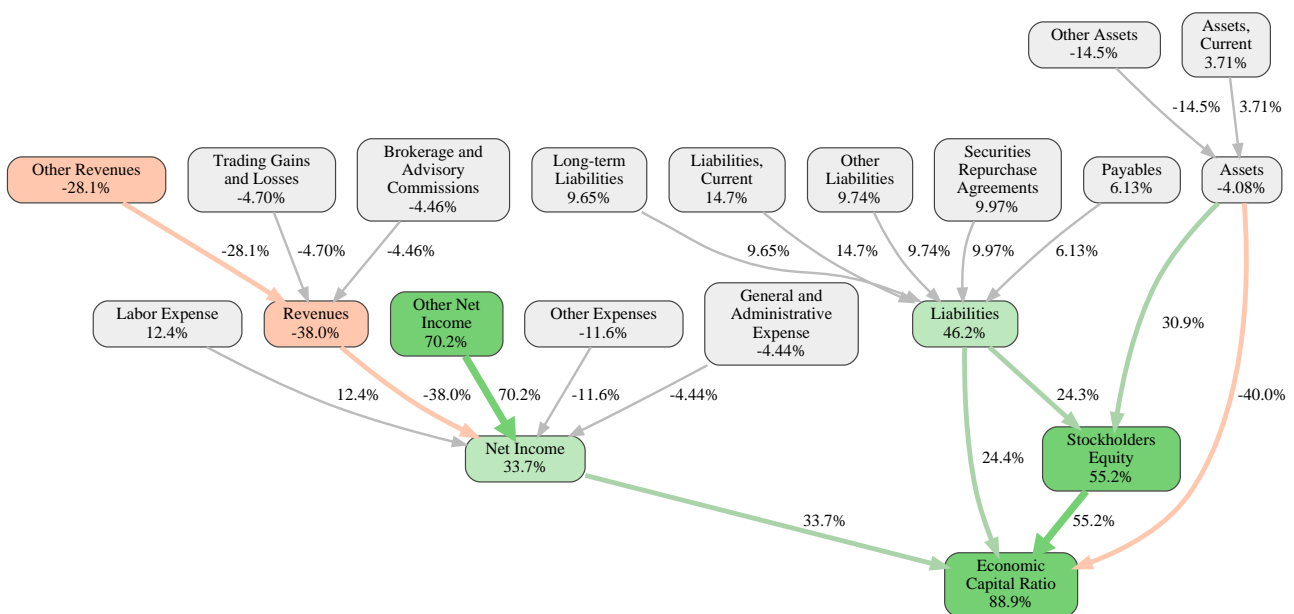 Other Assets
-14.5%
Assets,
Current
3.71%
-14.5%
3.71%
Other Revenues
-28.1%
Trading Gains
and Losses
-4.70%
Brokerage and
Advisory
Commissions
-4.46%
Long-term
Liabilities
9.65%
Liabilities,
Current
14.7%
Other
Liabilities
9.74%
Securities
Repurchase
Agreements
9.97%
Payables
6.13%
Assets
-4.08%
-28.1%
-4.70%
-4.46%
9.65%
14.7%
9.74%
9.97%
6.13%
Labor Expense
12.4%
Revenues
-38.0%
Other Net
Income
70.2%
Other Expenses
-11.6%
General and
Administrative
Expense
-4.44%
Liabilities
46.2%
30.9%
12.4%
-38.0%
70.2%
-11.6%
-4.44%
24.3%
-40.0%
Net Income
33.7%
24.4%
Stockholders
Equity
55.2%
33.7%
55.2%
Economic
Capital Ratio
88.9%